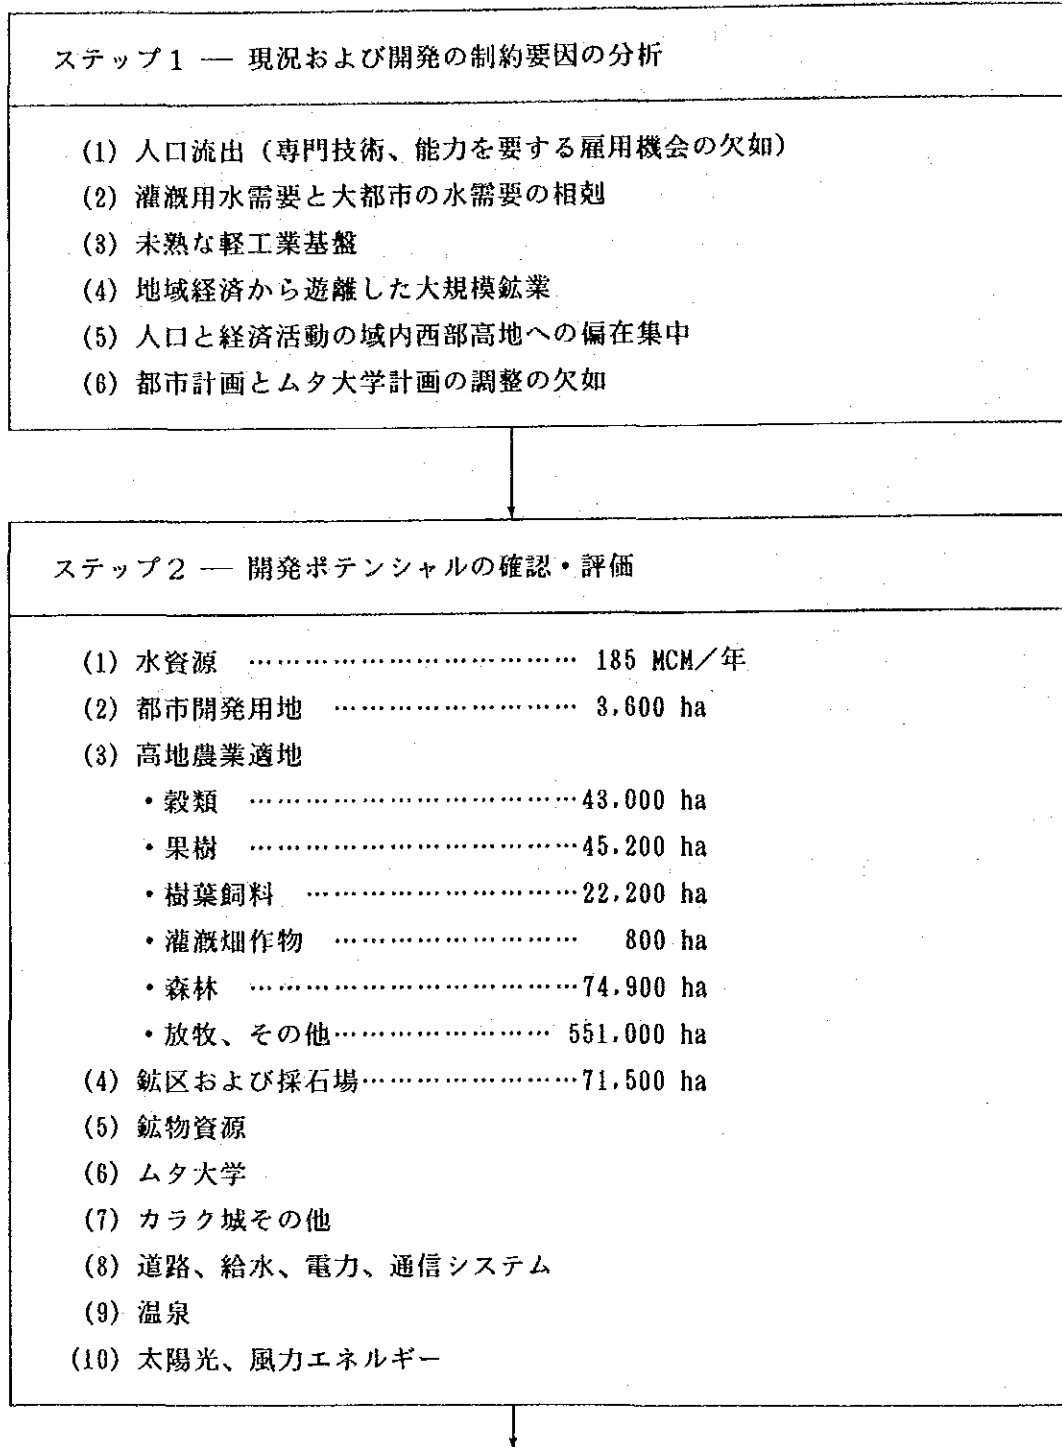 ステップ1 ― 現況および開発の制約要因の分析
(1) 人口流出（専門技術、能力を要する雇用機会の欠如）
(2) 灌漑用水需要と大都市の水需要の相剋
(3) 未熟な軽工業基盤
(4) 地域経済から遊離した大規模鉱業
(5) 人口と経済活動の域内西部高地への偏在集中
(6) 都市計画とムタ大学計画の調整の欠如
ステップ2 ― 開発ポテンシャルの確認・評価
(1) 水資源 ……………………………… 185 MCM／年
(2) 都市開発用地 ……………………… 3,600 ha
(3) 高地農業適地
・穀類 ………………………………43,000 ha
・果樹 ………………………………45,200 ha
・樹葉飼料 …………………………22,200 ha
・灌漑畑作物 ……………………… 800 ha
・森林 ………………………………74,900 ha
・放牧、その他…………………… 551,000 ha
(4) 鉱区および採石場……………………71,500 ha
(5) 鉱物資源
(6) ムタ大学
(7) カラク城その他
(8) 道路、給水、電力、通信システム
(9) 温泉
(10) 太陽光、風力エネルギー